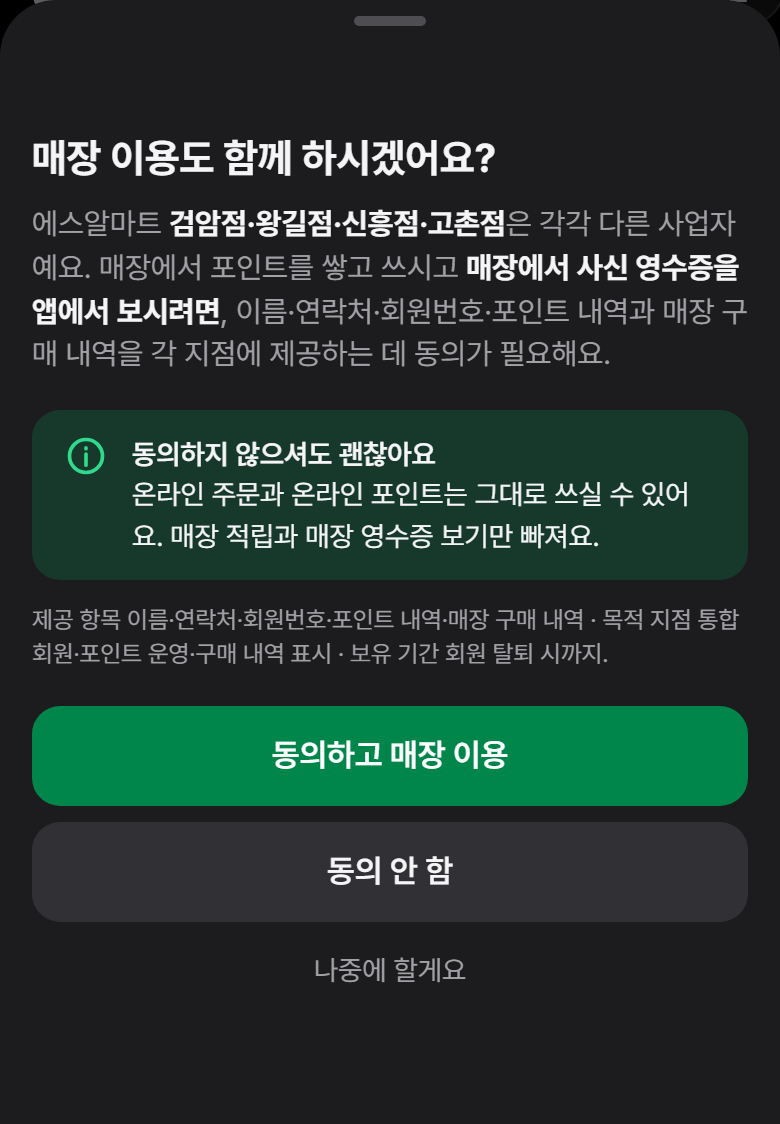 매장 이용도 함께 하시겠어요?
에스알마트 검암점·왕길점·신흥점·고촌점은 각각 다른 사업자
예요. 매장에서 포인트를 쌓고 쓰시고 매장에서 사신 영수증을
앱에서 보시려면, 이름·연락처·회원번호·포인트 내역과 매장 구
매 내역을 각 지점에 제공하는 데 동의가 필요해요.
동의하지 않으셔도 괜찮아요
온라인 주문과 온라인 포인트는 그대로 쓰실 수 있어
요. 매장 적립과 매장 영수증 보기만 빠져요.
제공 항목 이름·연락처·회원번호·포인트 내역·매장 구매 내역 · 목적 지점 통합
회원·포인트 운영·구매 내역 표시 · 보유 기간 회원 탈퇴 시까지.
동의하고 매장 이용
동의 안 함
나중에 할게요